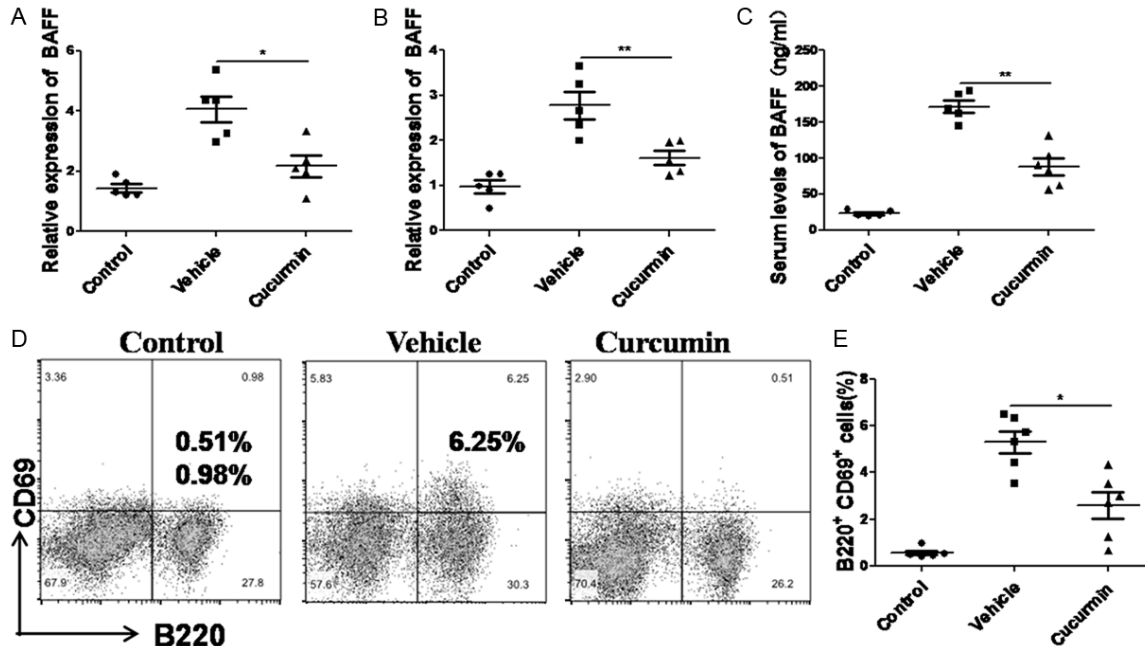 A
Relative expression of BAFF
6
4
2
0
*
Control
Vehicle
Cucurmin
B
Relative expression of BAFF
4
3
2
1
0
**
Control
Vehicle
Cucurmin
C
Serum levels of BAFF (ng/ml)
250
200
150
100
50
0
**
Control
Vehicle
Cucurmin
D
Control
3.36
0.98
0.51%
0.98%
67.9
27.8
Vehicle
5.83
6.25
6.25%
57.6
30.3
Curcumin
2.90
0.51
70.4
26.2
CD69
B220
E
B220+ CD69+ cells(%)
8
6
4
2
0
*
Control
Vehicle
Cucurmin